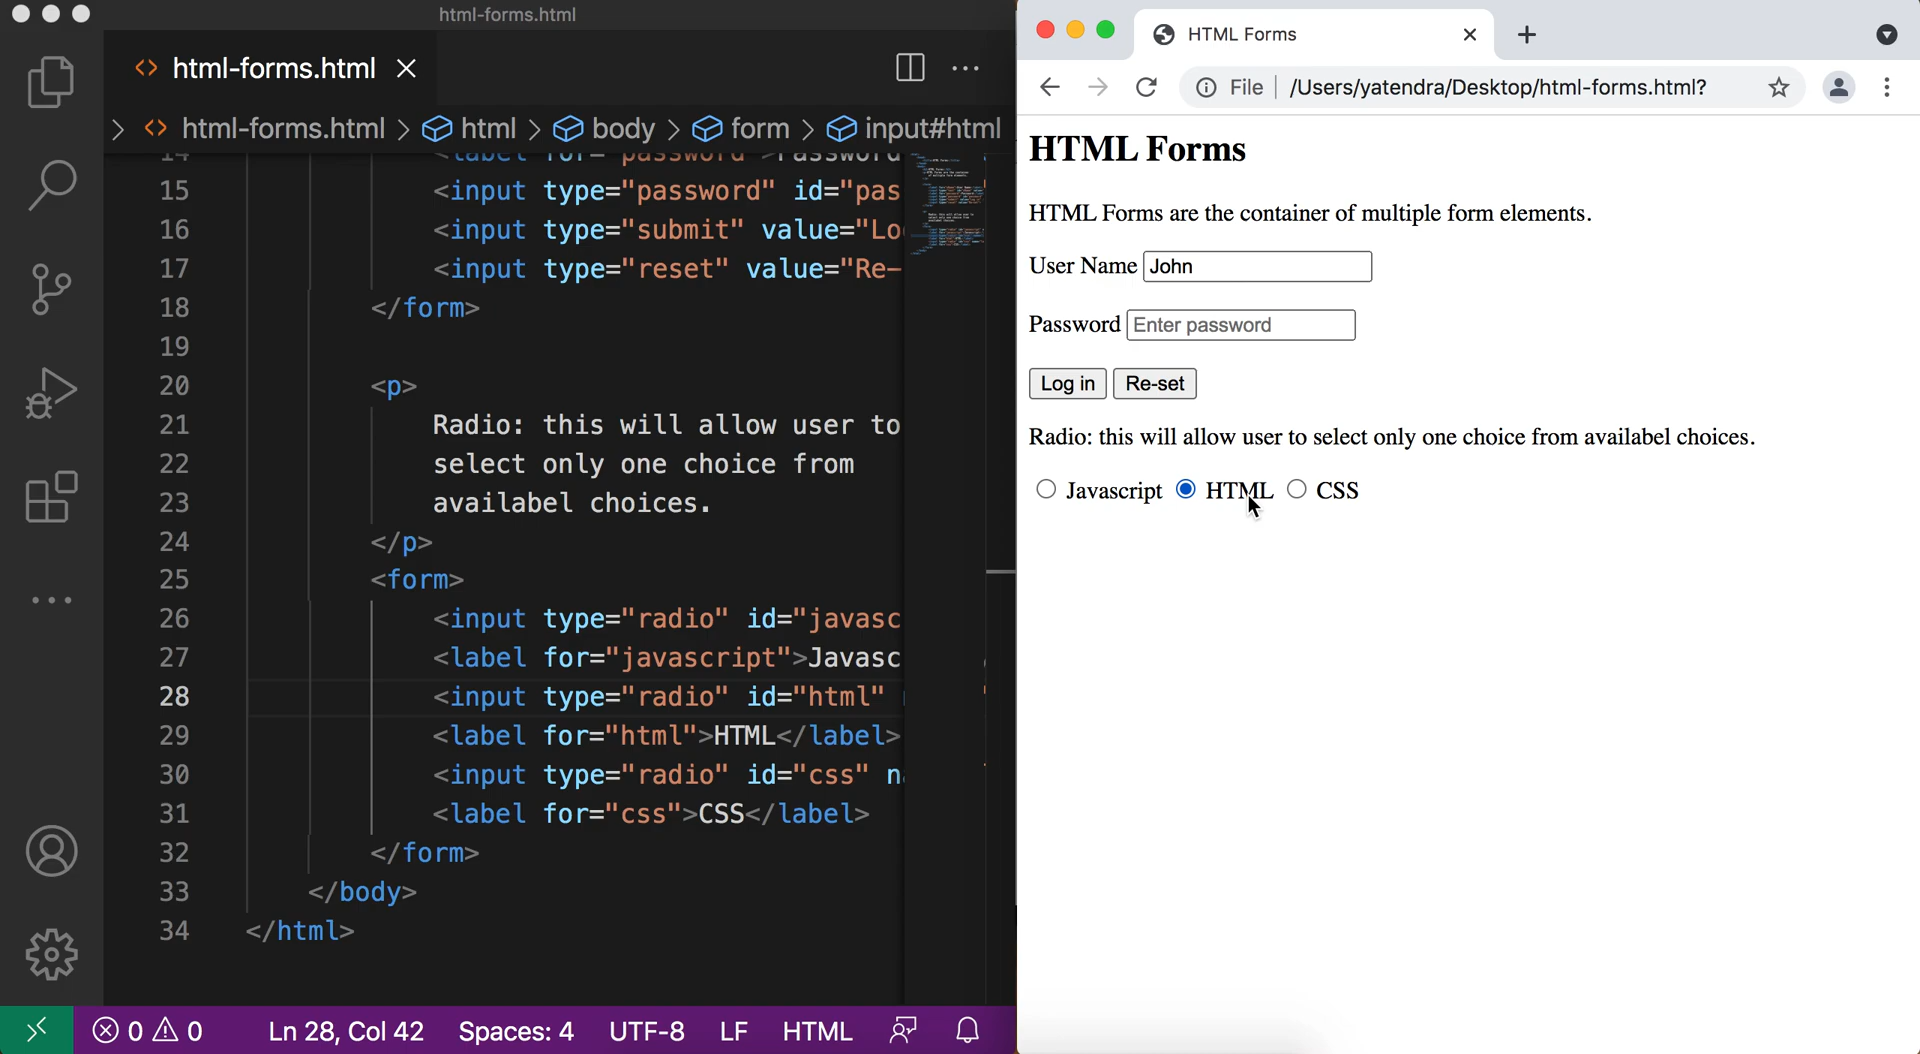 html-forms.html
html-forms.html
html-forms.html > html > body > form > input#html
14
15 <input type="password" id="pas
16 <input type="submit" value="Lo
17 <input type="reset" value="Re-
18 </form>
19
20 <p>
21 Radio: this will allow user to
22 select only one choice from
23 availabel choices.
24 </p>
25 <form>
26 <input type="radio" id="javasc
27 <label for="javascript">Javasc
28 <input type="radio" id="html"
29 <label for="html">HTML</label>
30 <input type="radio" id="css" na
31 <label for="css">CSS</label>
32 </form>
33 </body>
34 </html>
0 0 Ln 28, Col 42 Spaces: 4 UTF-8 LF HTML
HTML Forms
File /Users/yatendra/Desktop/html-forms.html?
HTML Forms
HTML Forms are the container of multiple form elements.
User Name John
Password Enter password
Log in Re-set
Radio: this will allow user to select only one choice from availabel choices.
Javascript HTML CSS